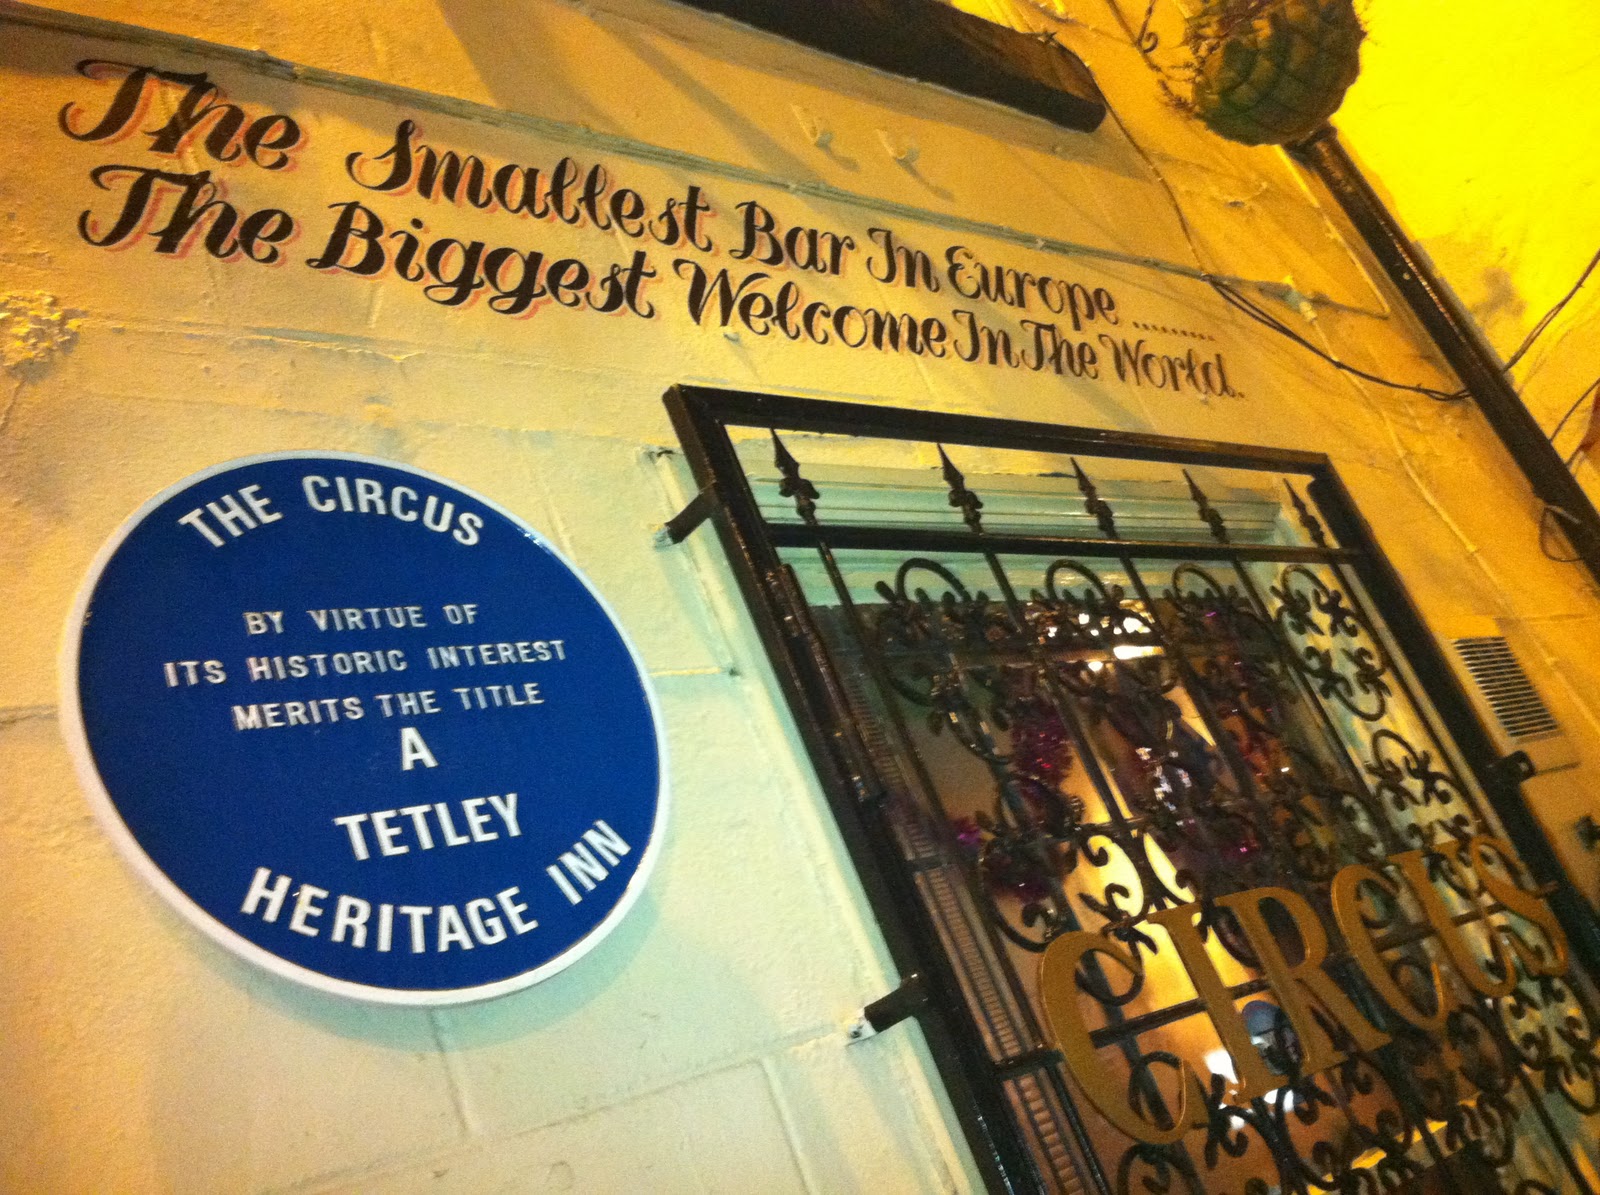 The Smallest Bar In Europe .........
The Biggest Welcome In The World.
THE CIRCUS
BY VIRTUE OF
ITS HISTORIC INTEREST
MERITS THE TITLE
A
TETLEY
HERITAGE INN
CIRCUS